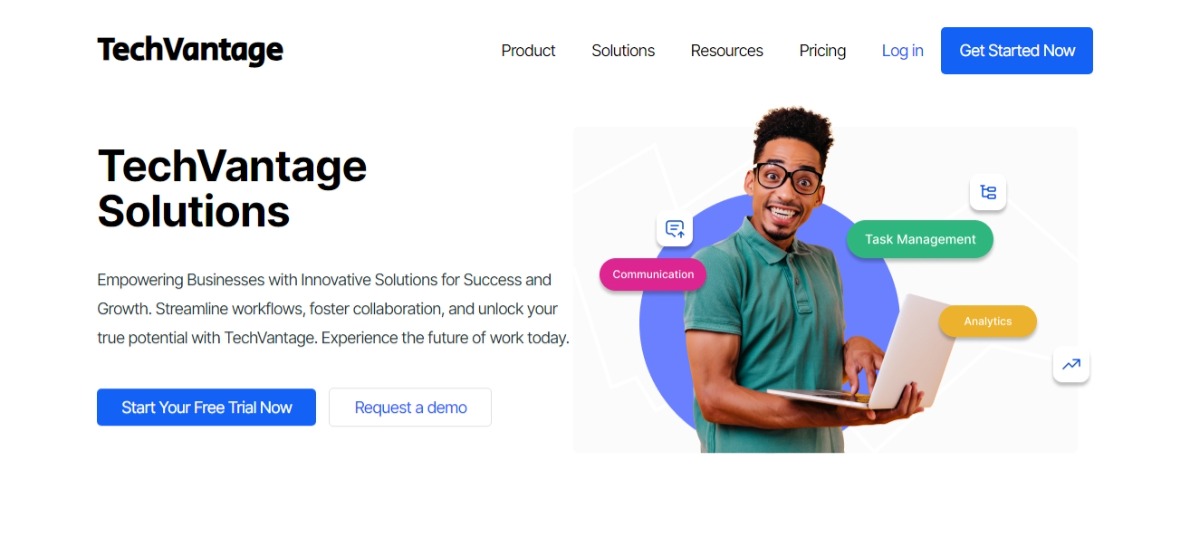 TechVantage
Product
Solutions
Resources
Pricing
Log in
Get Started Now
TechVantage
Solutions
Empowering Businesses with Innovative Solutions for Success and
Growth. Streamline workflows, foster collaboration, and unlock your
true potential with TechVantage. Experience the future of work today.
Start Your Free Trial Now
Request a demo
Communication
Task Management
Analytics